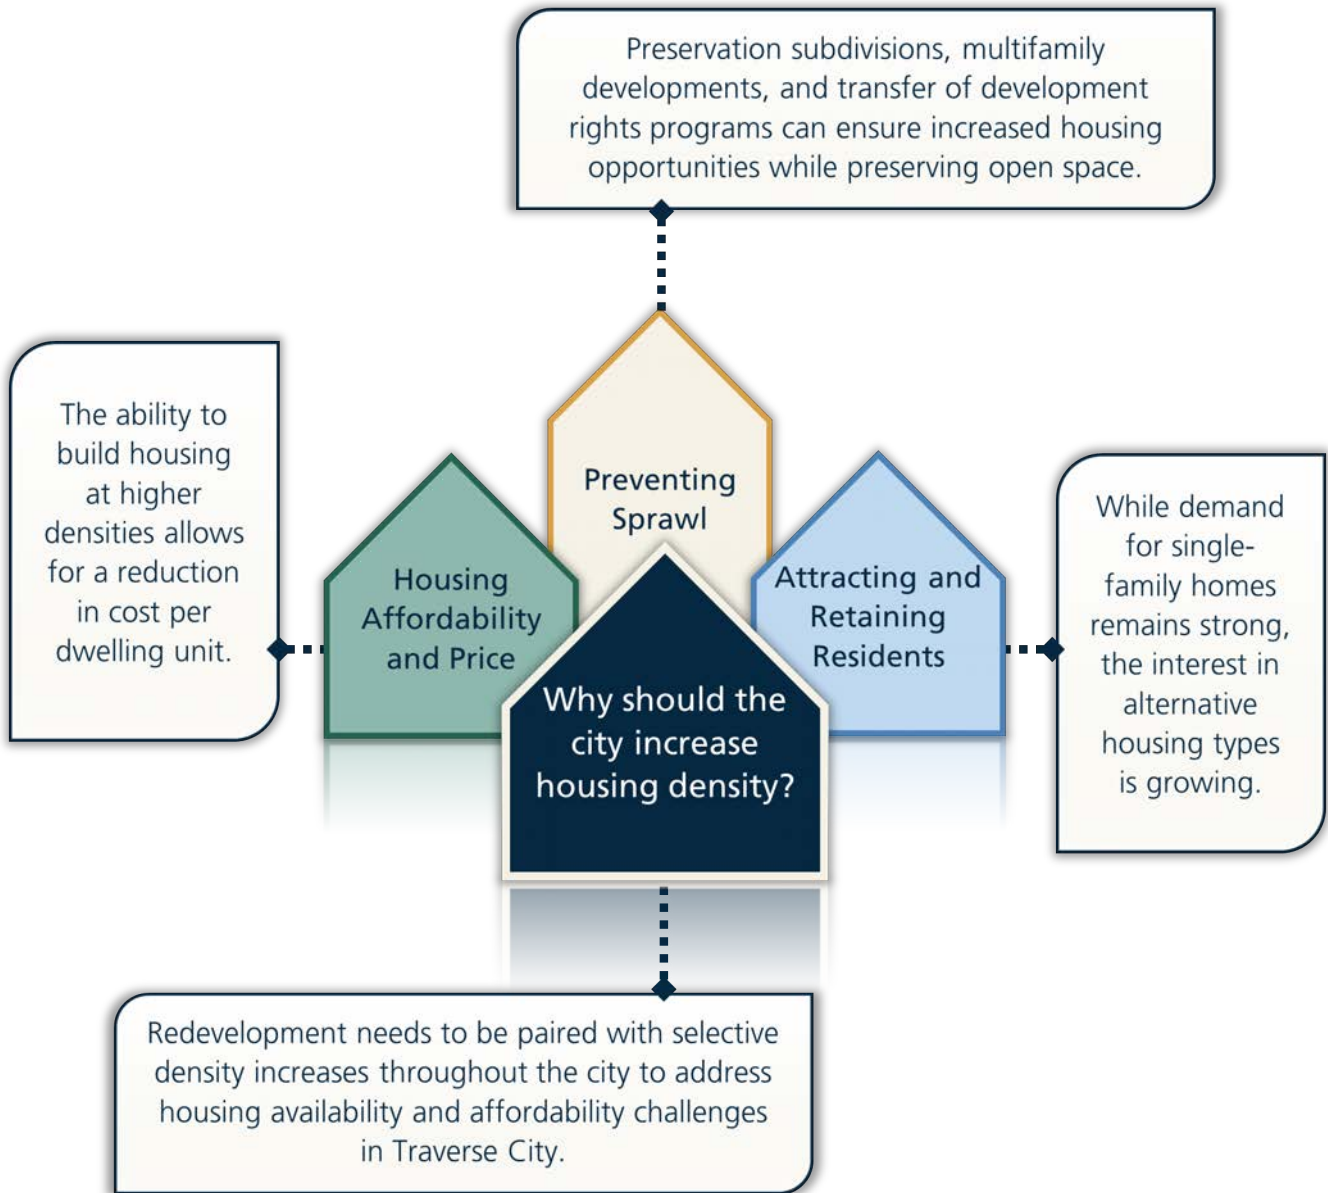 Preservation subdivisions, multifamily
developments, and transfer of development
rights programs can ensure increased housing
opportunities while preserving open space.
The ability to
build housing
at higher
densities allows
for a reduction
in cost per
dwelling unit.
Housing
Affordability
and Price
Preventing
Sprawl
Attracting and
Retaining
Residents
While demand
for single-
family homes
remains strong,
the interest in
alternative
housing types
is growing.
Why should the
city increase
housing density?
Redevelopment needs to be paired with selective
density increases throughout the city to address
housing availability and affordability challenges
in Traverse City.